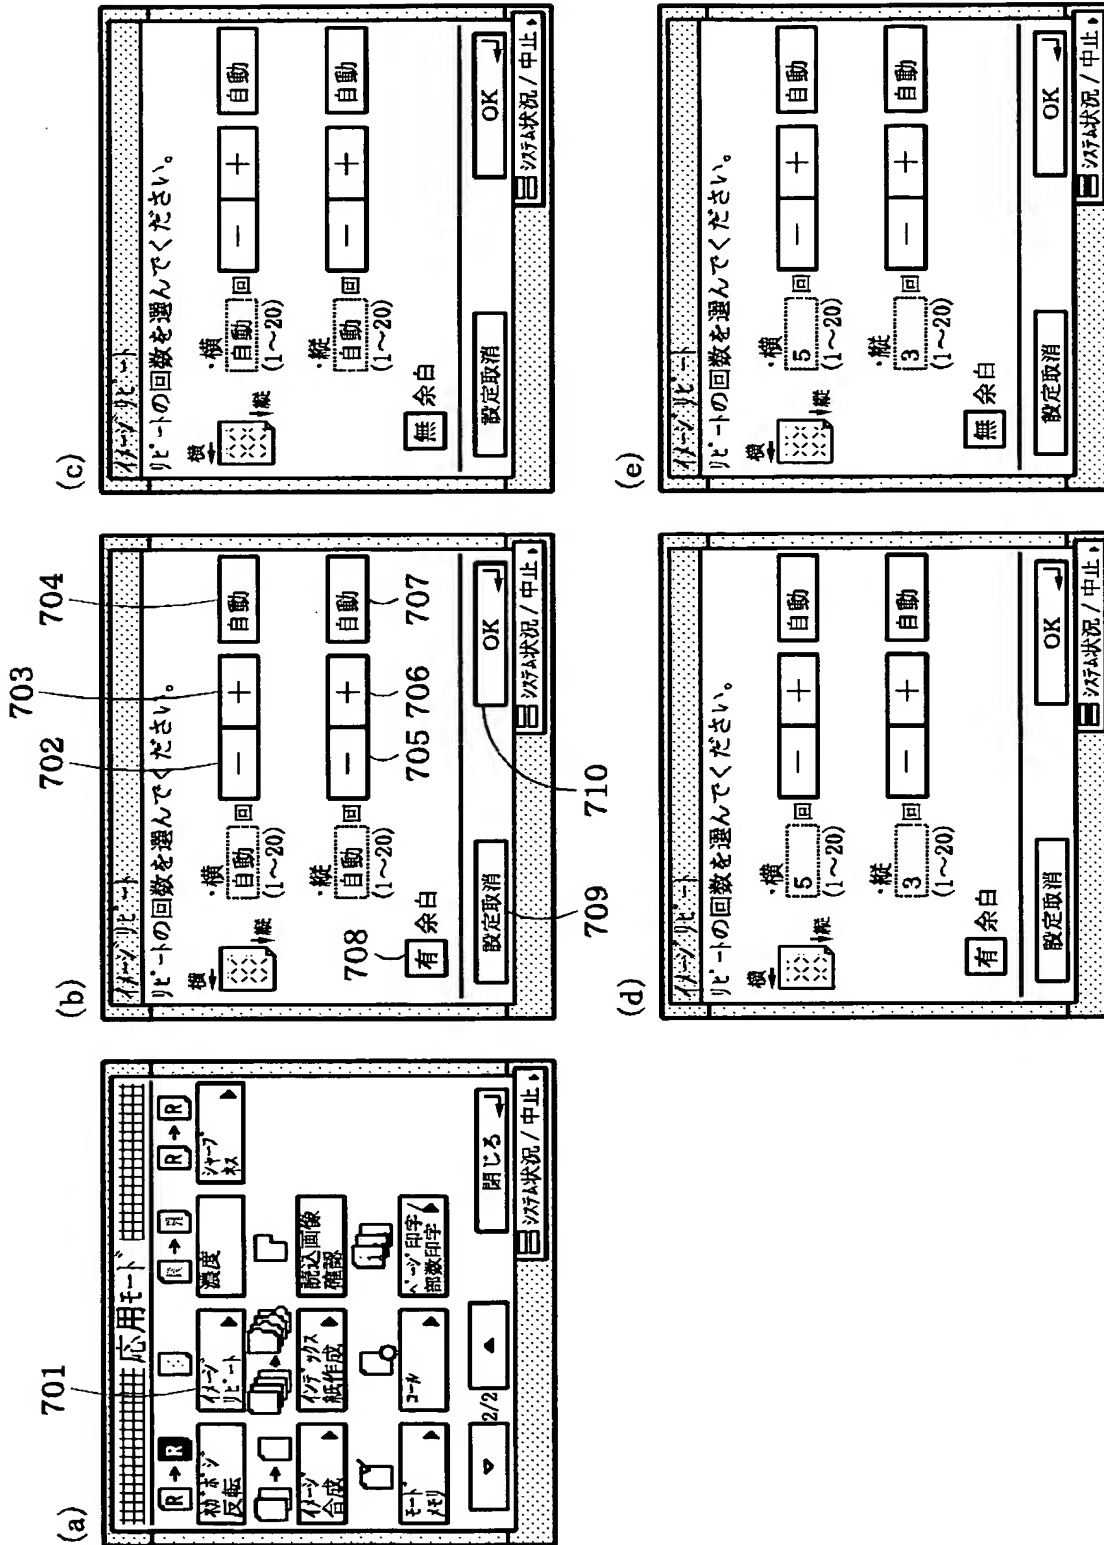 (a)
701
応用モード
R→R
R→R
R→R
ネガポジ
反転
イメージ
リピート
濃度
シャープ
ネス
イメージ
合成
インデックス
紙作成
読込画像
確認
モード
メモリ
コール
ページ印字/
部数印字
2/2
閉じる
システム状況/中止
(b)
702
703
704
イメージリピート
リピートの回数を選んでください。
横
縦
・横
自動 回 − + 自動
(1~20)
・縦
自動 回 − + 自動
(1~20)
705 706 707
708
有 余白
設定取消
OK
709
710
システム状況/中止
(c)
イメージリピート
リピートの回数を選んでください。
横
縦
・横
自動 回 − + 自動
(1~20)
・縦
自動 回 − + 自動
(1~20)
無 余白
設定取消
OK
システム状況/中止
(d)
イメージリピート
リピートの回数を選んでください。
横
縦
・横
5 回 − + 自動
(1~20)
・縦
3 回 − + 自動
(1~20)
有 余白
設定取消
OK
システム状況/中止
(e)
イメージリピート
リピートの回数を選んでください。
横
縦
・横
5 回 − + 自動
(1~20)
・縦
3 回 − + 自動
(1~20)
無 余白
設定取消
OK
システム状況/中止